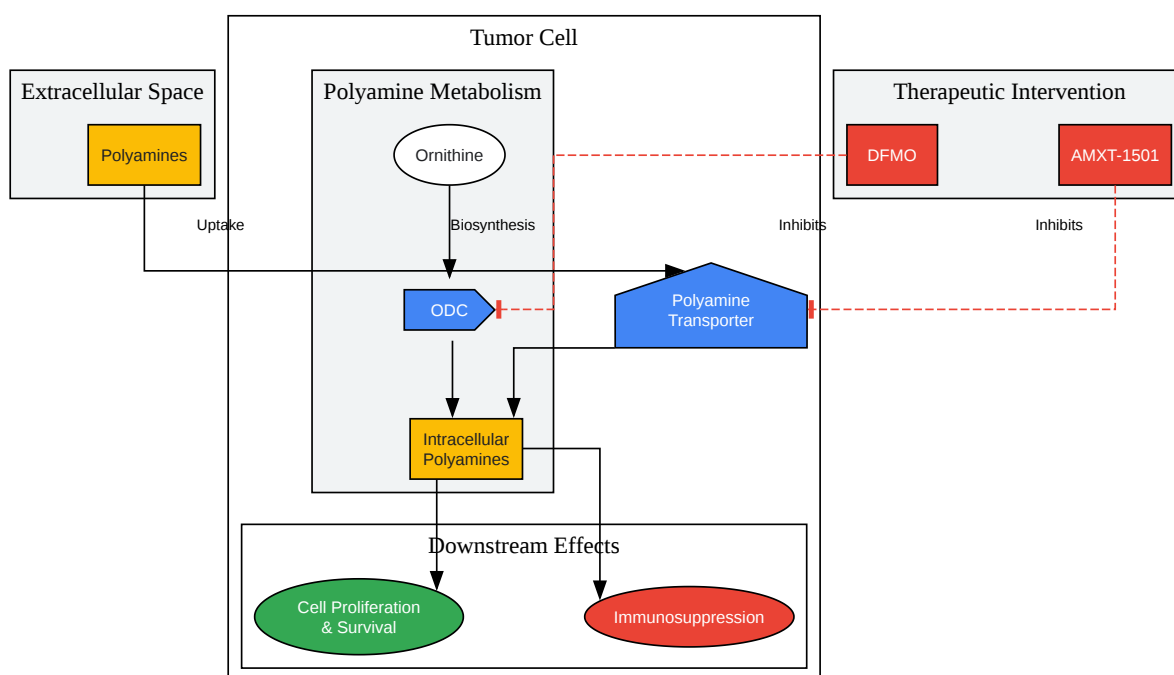 Tumor Cell
Extracellular Space
Polyamine Metabolism
Therapeutic Intervention
Polyamines
Ornithine
DFMO
AMXT-1501
Uptake
Biosynthesis
Inhibits
Inhibits
ODC
Polyamine
Transporter
Intracellular
Polyamines
Downstream Effects
Cell Proliferation
& Survival
Immunosuppression